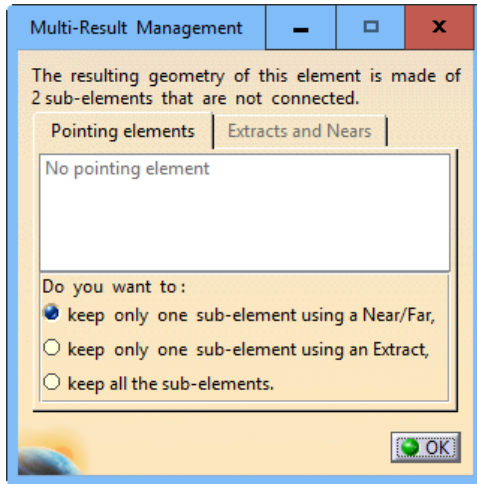 Multi-Result Management
The resulting geometry of this element is made of
2 sub-elements that are not connected.
Pointing elements
Extracts and Nears
No pointing element
Do you want to :
keep only one sub-element using a Near/Far,
keep only one sub-element using an Extract,
keep all the sub-elements.
OK